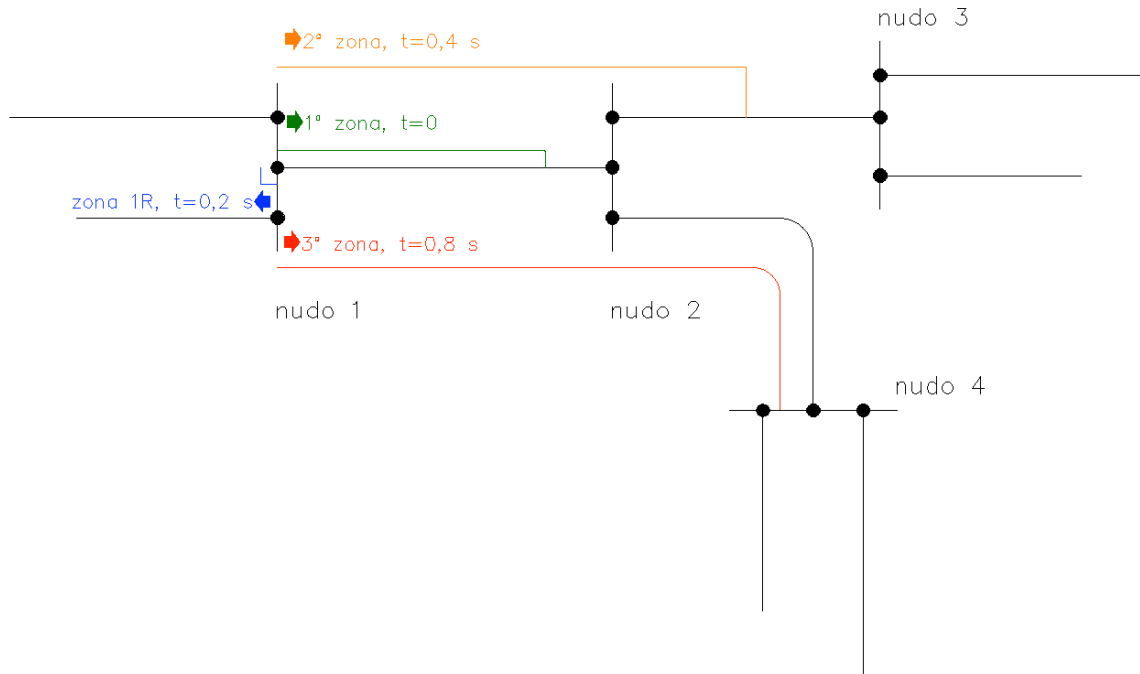 nudo 3
2ª zona, t=0,4 s
1ª zona, t=0
zona 1R, t=0,2 s
3ª zona, t=0,8 s
nudo 1
nudo 2
nudo 4